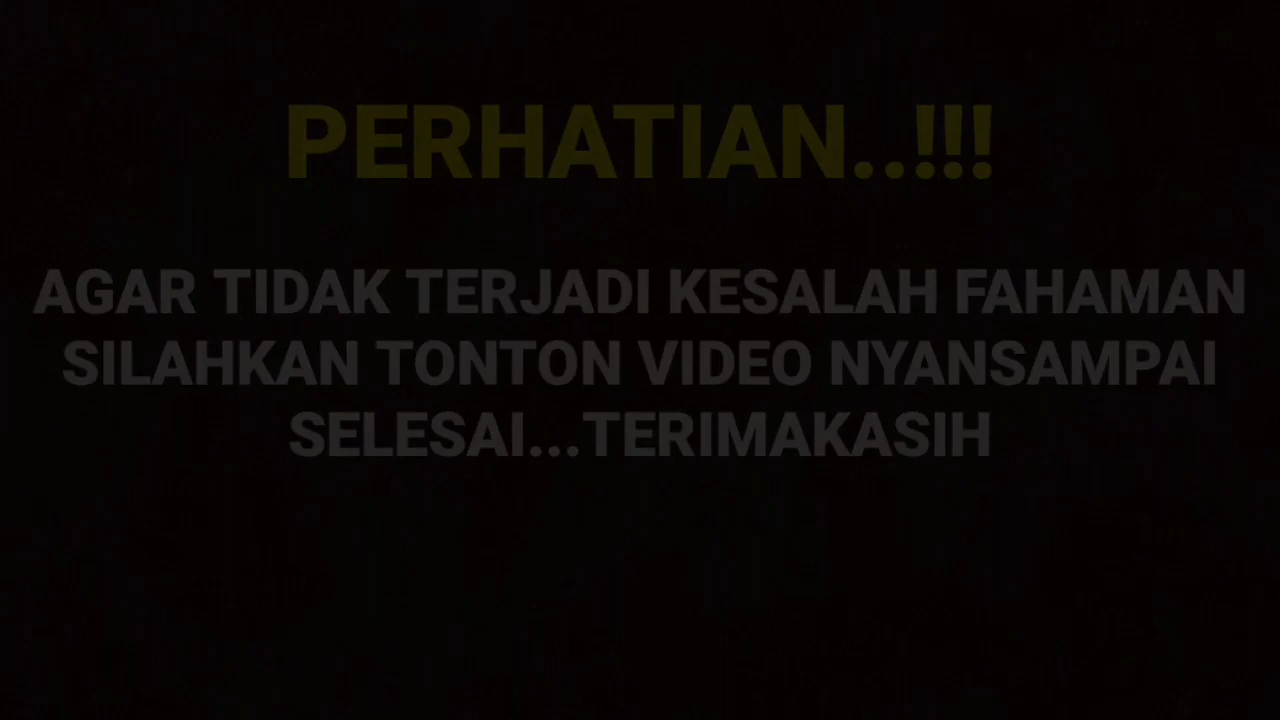 PERHATIAN..!!!
AGAR TIDAK TERJADI KESALAH FAHAMAN
SILAHKAN TONTON VIDEO NYANSAMPAI
SELESAI...TERIMAKASIH